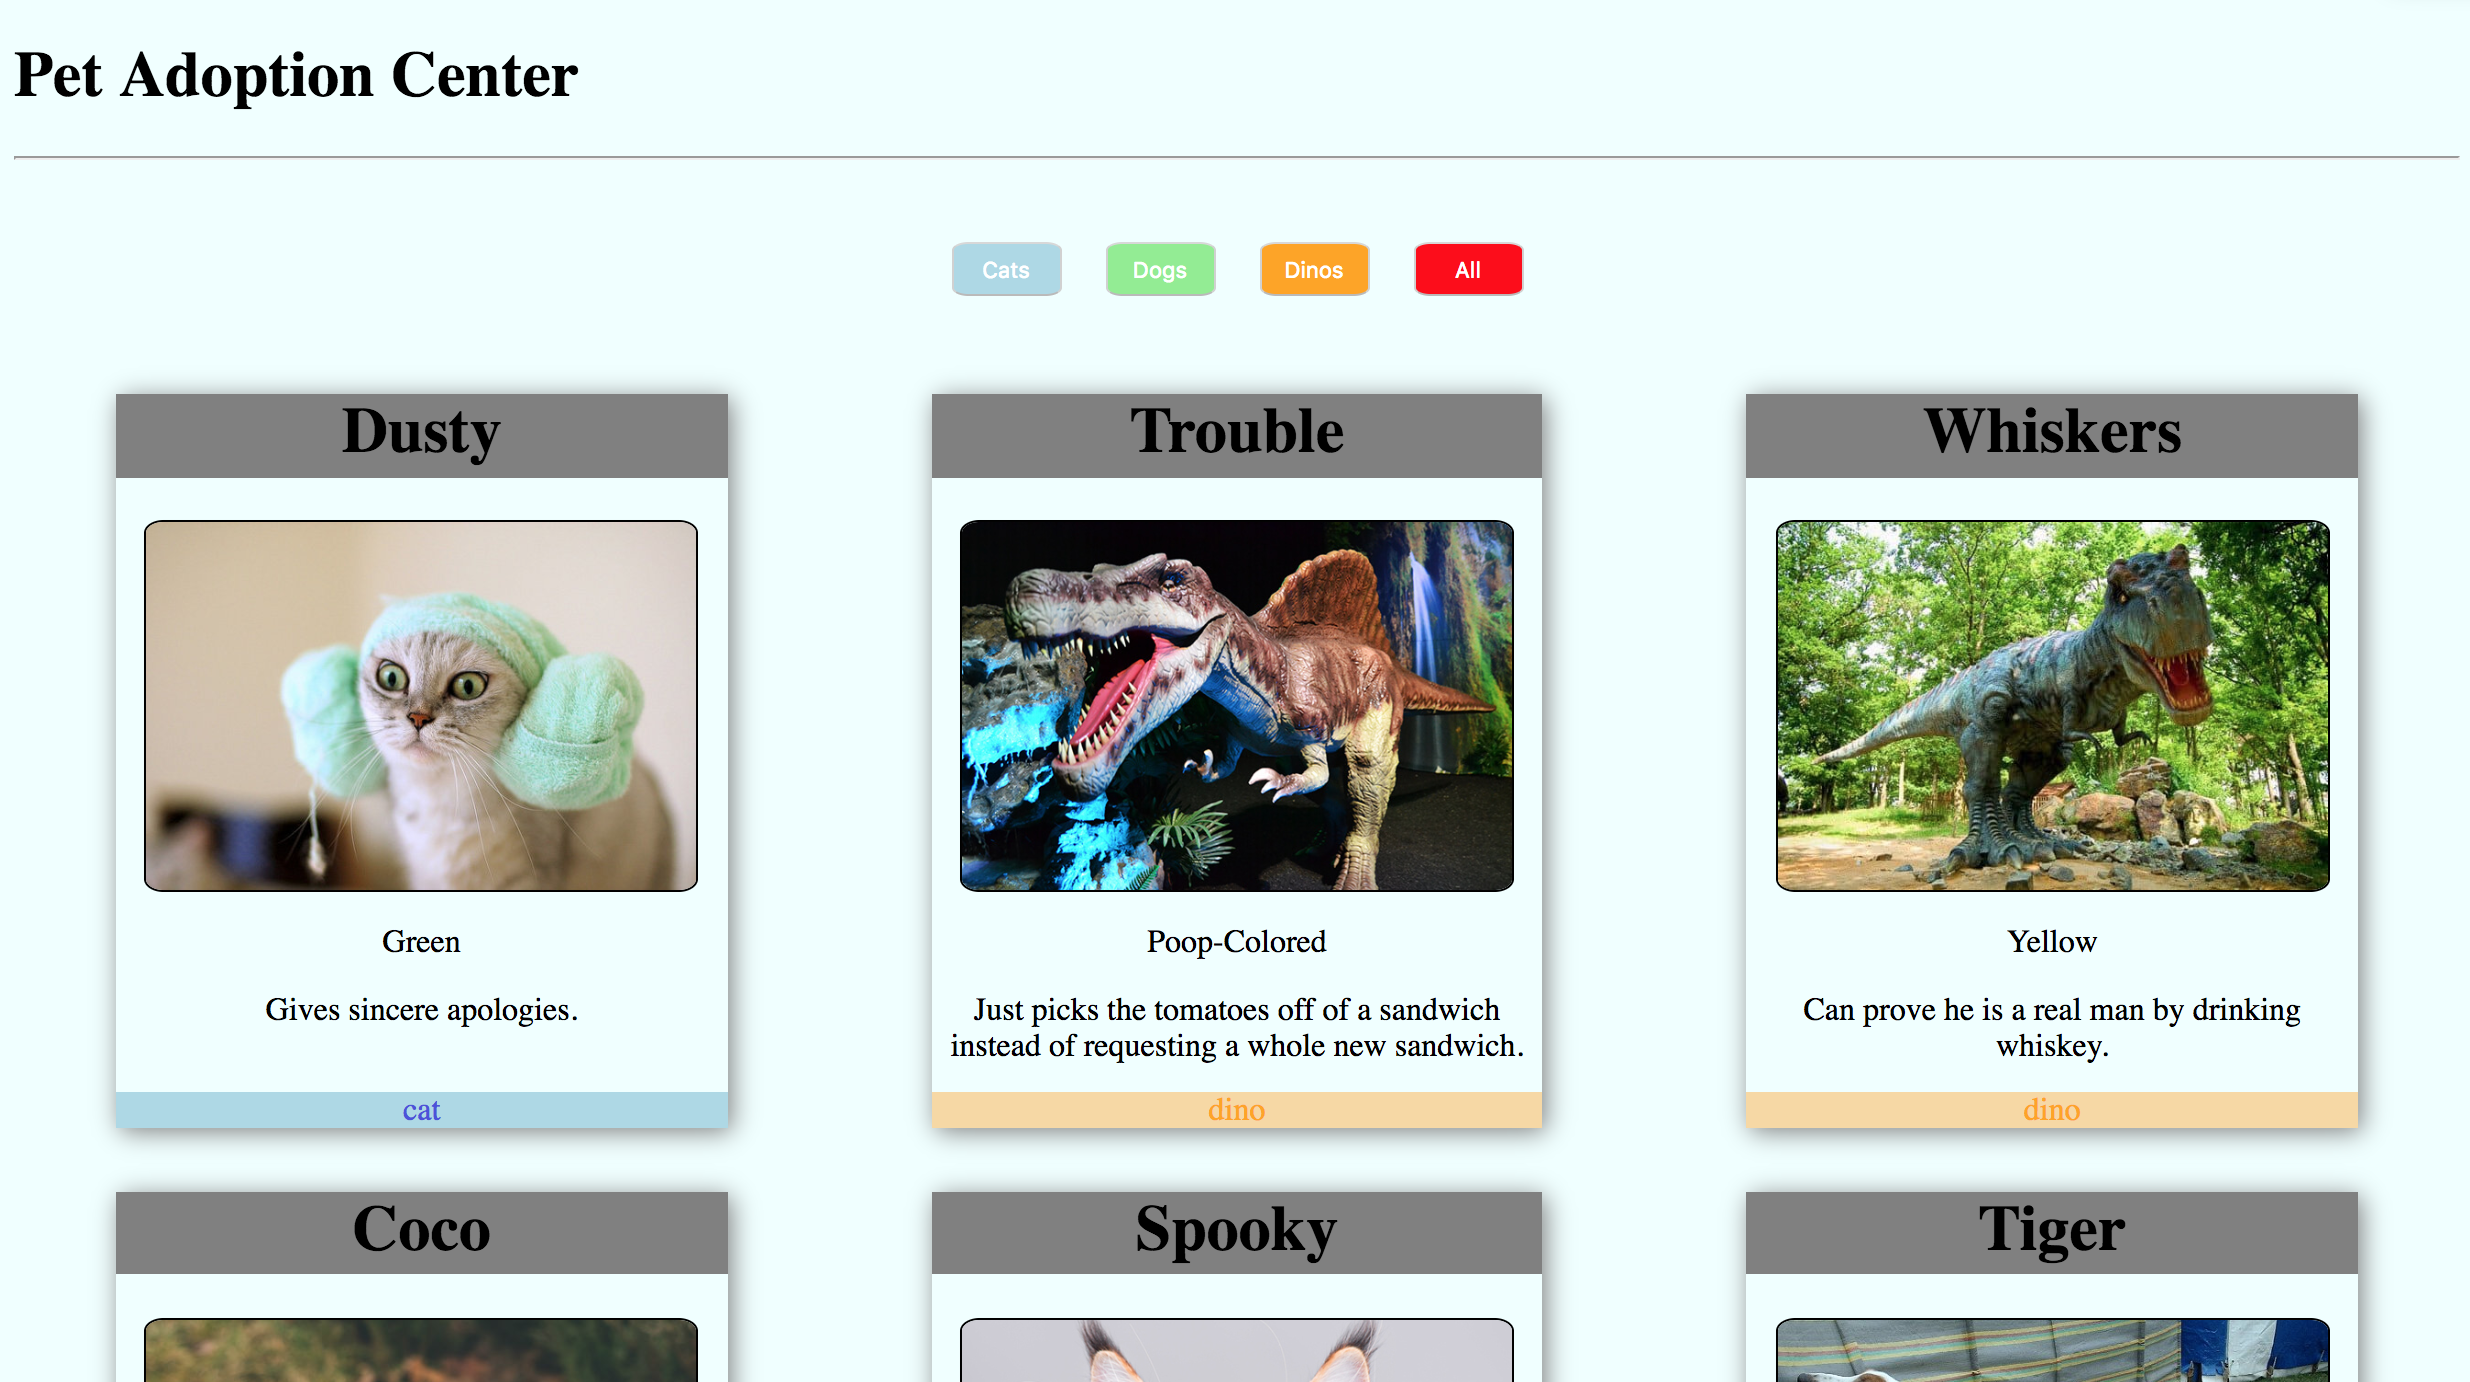 Pet Adoption Center
Cats
Dogs
Dinos
All
Dusty
Green
Gives sincere apologies.
cat
Trouble
Poop-Colored
Just picks the tomatoes off of a sandwich
instead of requesting a whole new sandwich.
dino
Whiskers
Yellow
Can prove he is a real man by drinking
whiskey.
dino
Coco
Spooky
Tiger